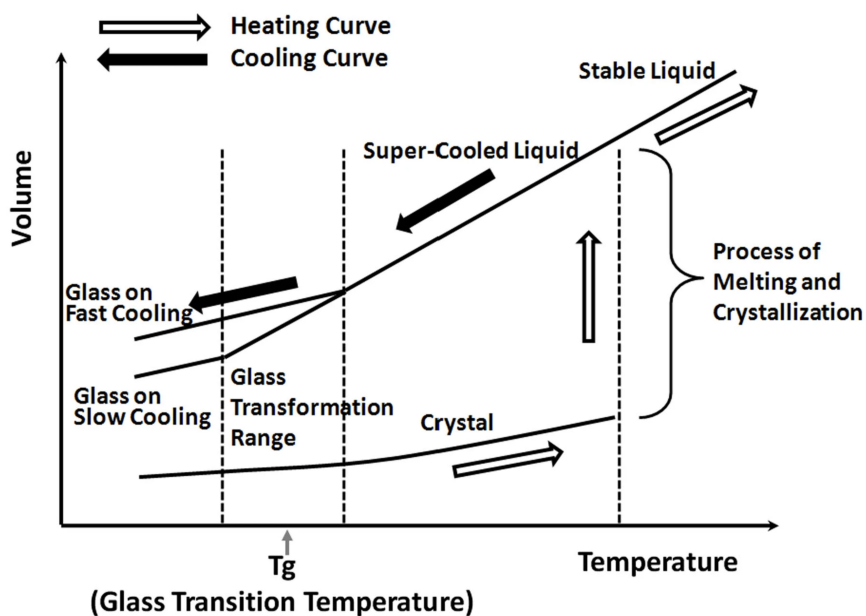 Heating Curve
Cooling Curve
Stable Liquid
Super-Cooled Liquid
Volume
Process of
Melting and
Crystallization
Glass on
Fast Cooling
Glass on
Slow Cooling
Glass
Transformation
Range
Crystal
Tg
Temperature
(Glass Transition Temperature)